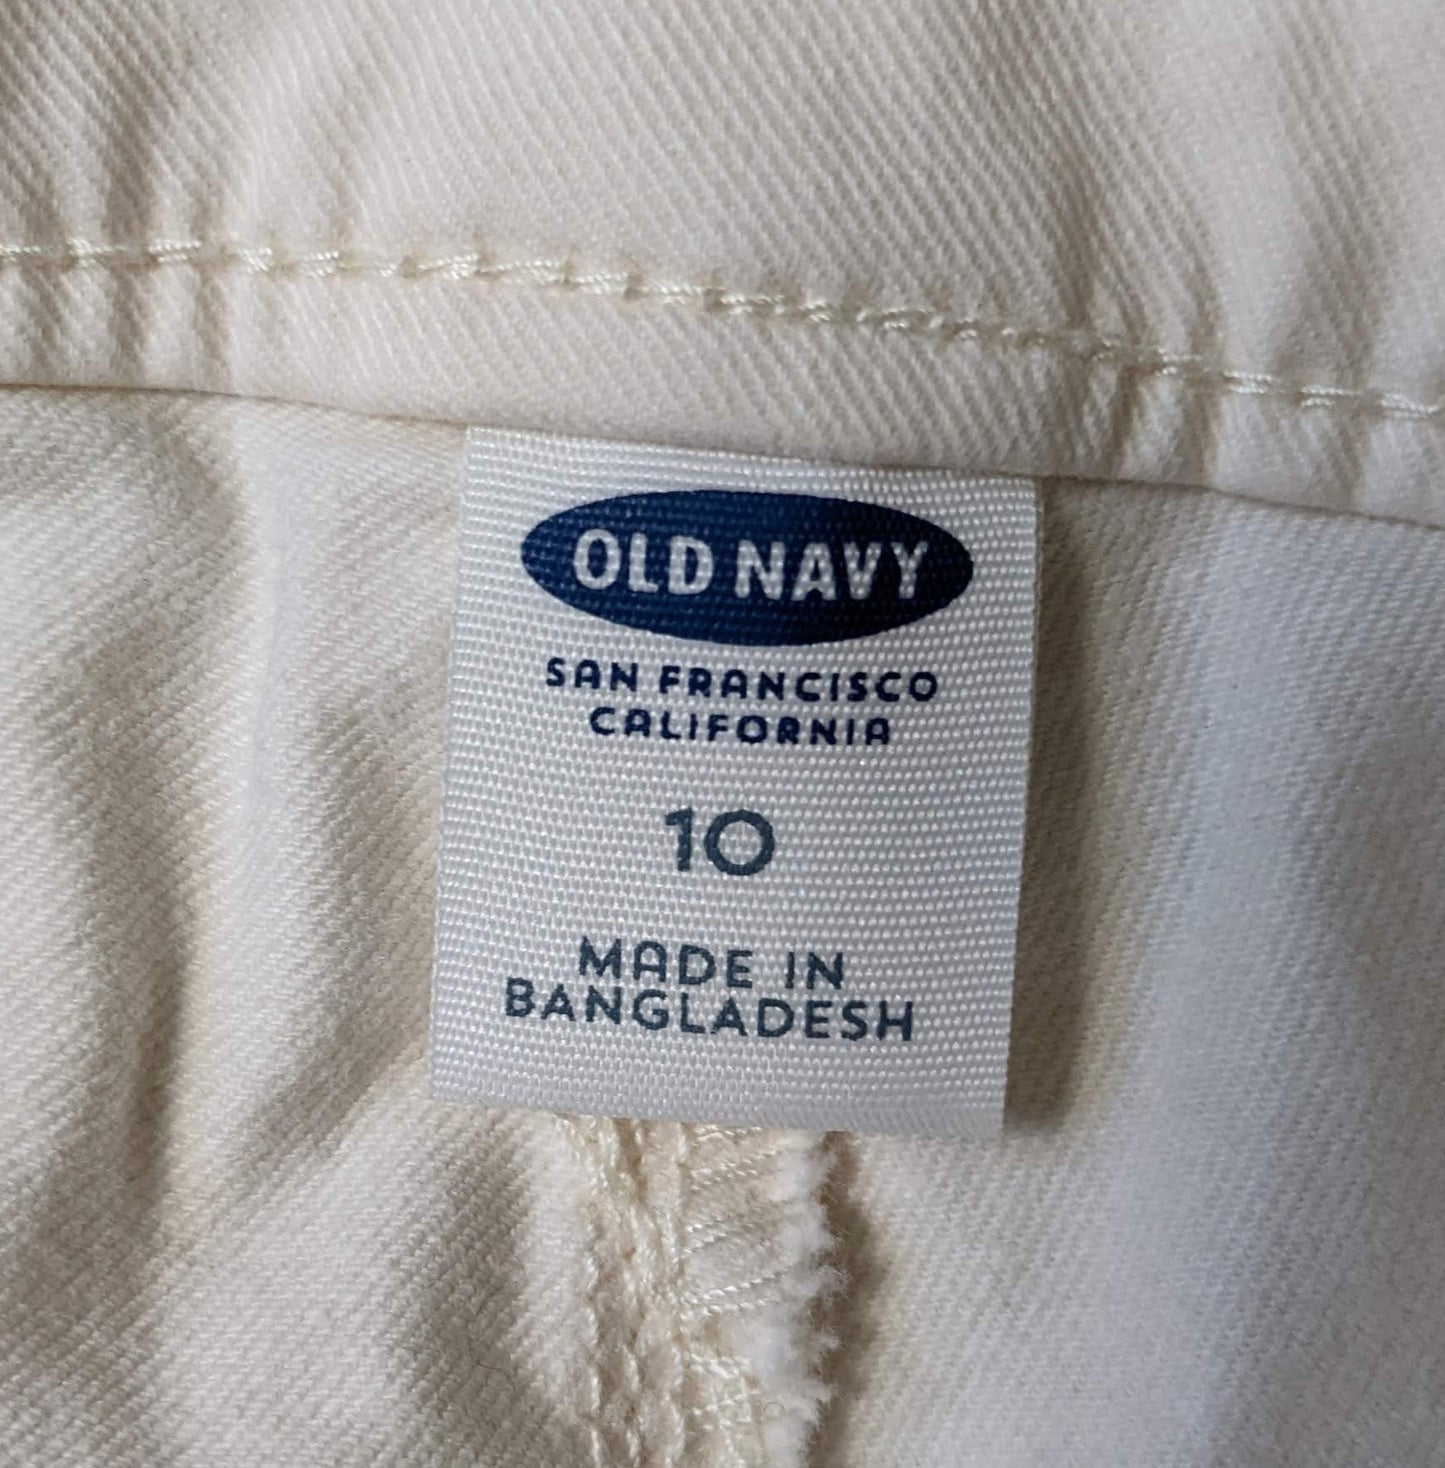 OLD NAVY
SAN FRANCISCO
CALIFORNIA
10
MADE IN
BANGLADESH